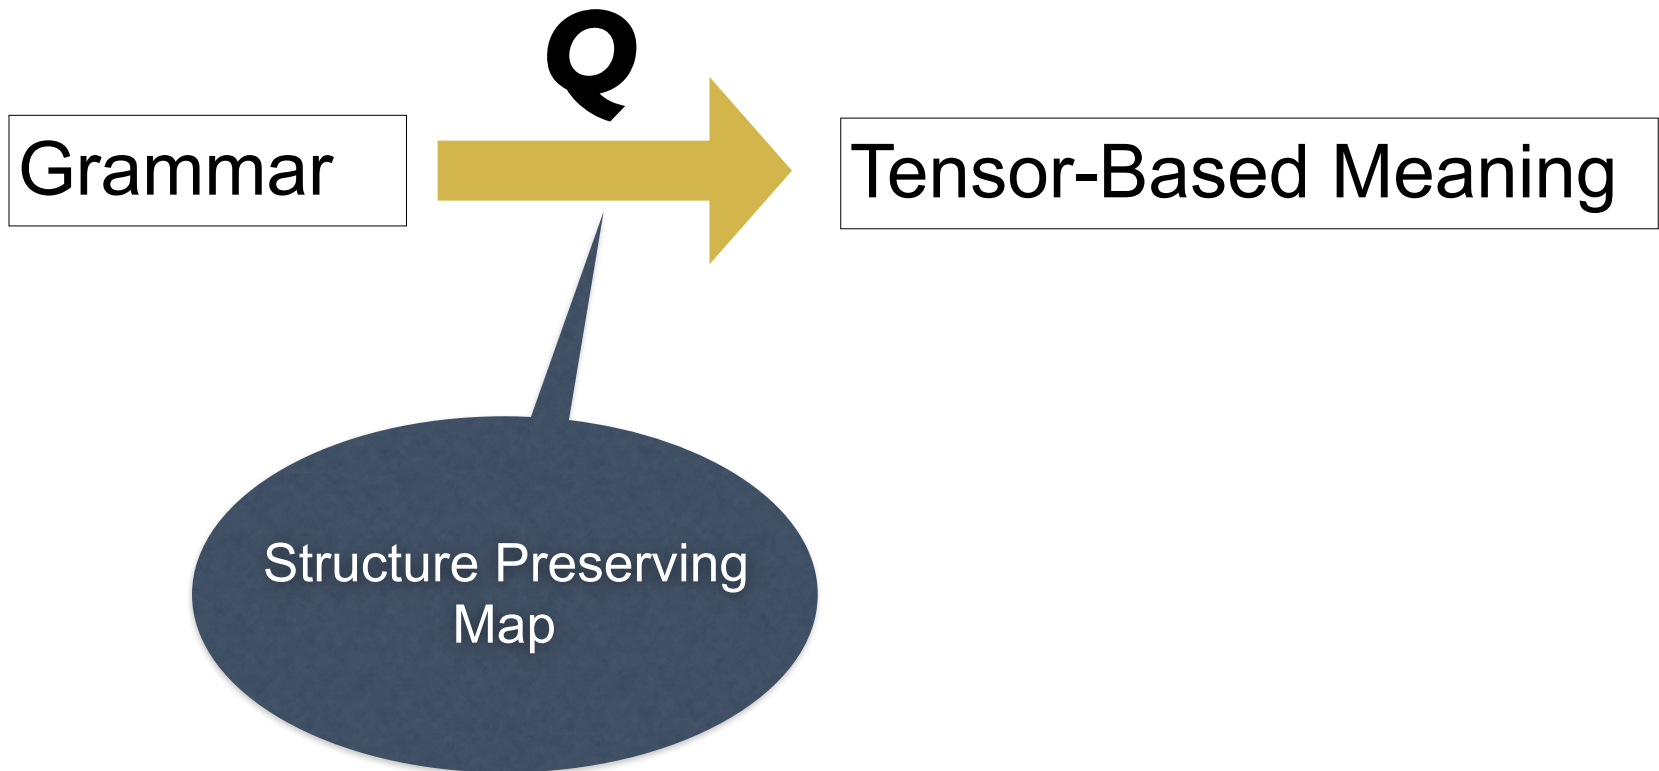 Q
Grammar
Tensor-Based Meaning
Structure Preserving
Map